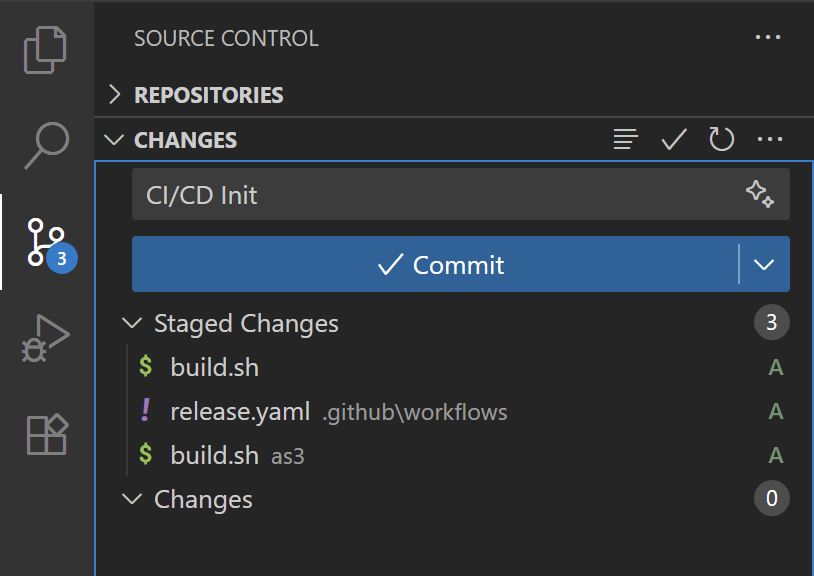 SOURCE CONTROL
REPOSITORIES
CHANGES
CI/CD Init
3
Commit
Staged Changes 3
$ build.sh A
! release.yaml .github\workflows A
$ build.sh as3 A
Changes 0